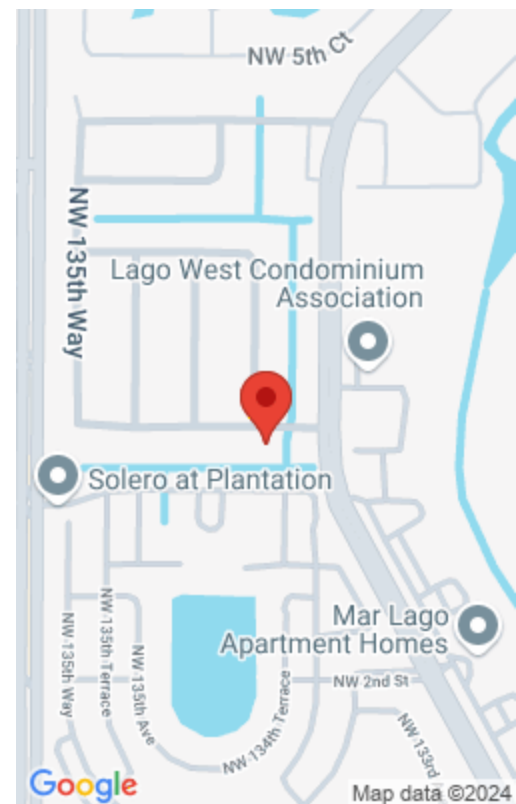 NW 5th Ct
NW 135th Way
Lago West Condominium
Association
Solero at Plantation
Mar Lago
Apartment Homes
NW 135th Way
NW 135th Terrace
NW 135th Ave
NW 134th Terrace
NW 2nd St
NW 133rd
Google
Map data ©2024